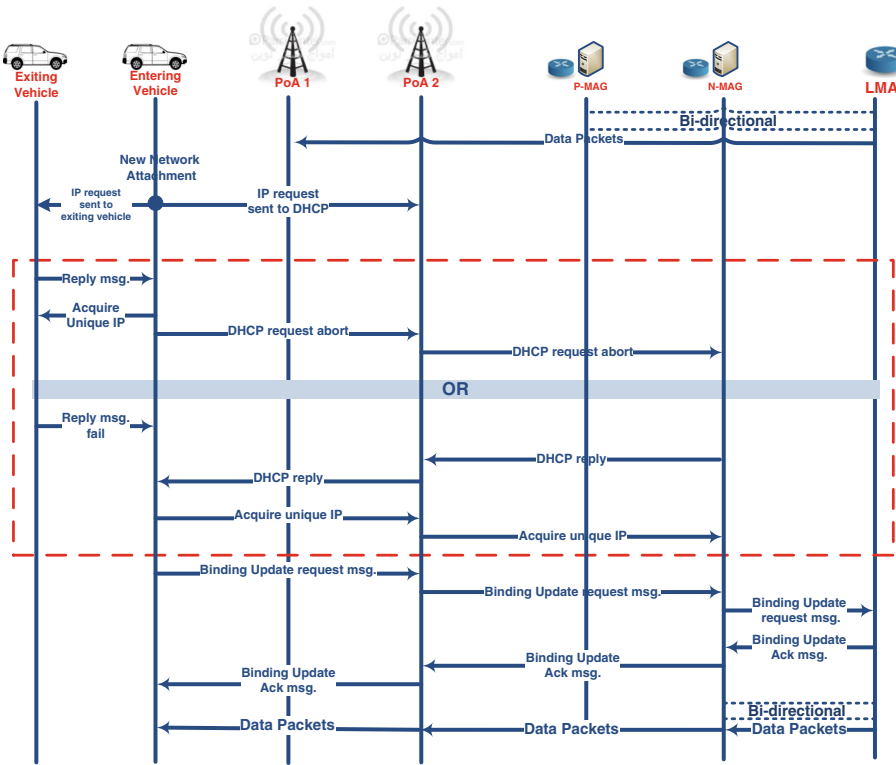 Exiting
Vehicle
Entering
Vehicle
PoA 1
PoA 2
P-MAG
N-MAG
LMA
Bi-directional
Data Packets
New Network
Attachment
IP request
sent to
exiting vehicle
IP request
sent to DHCP
Reply msg.
Acquire
Unique IP
DHCP request abort
DHCP request abort
OR
Reply msg.
fail
DHCP reply
DHCP reply
Acquire unique IP
Acquire unique IP
Binding Update request msg.
Binding Update request msg.
Binding Update
request msg.
Binding Update
Ack msg.
Binding Update
Ack msg.
Binding Update
Ack msg.
Bi-directional
Data Packets
Data Packets
Data Packets